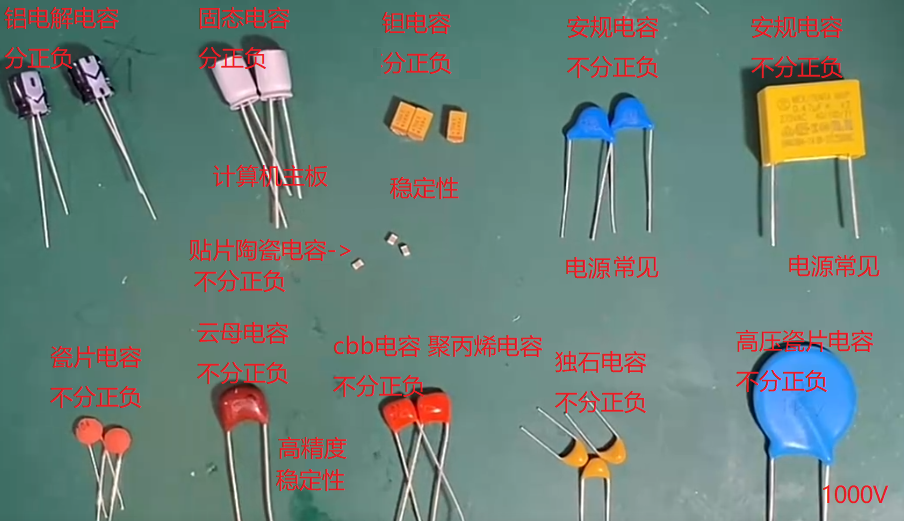 铝电解电容
分正负
固态电容
分正负
计算机主板
钽电容
分正负
稳定性
安规电容
不分正负
电源常见
安规电容
不分正负
电源常见
贴片陶瓷电容->
不分正负
瓷片电容
不分正负
云母电容
不分正负
高精度
稳定性
cbb电容 聚丙烯电容
不分正负
独石电容
不分正负
高压瓷片电容
不分正负
1000V